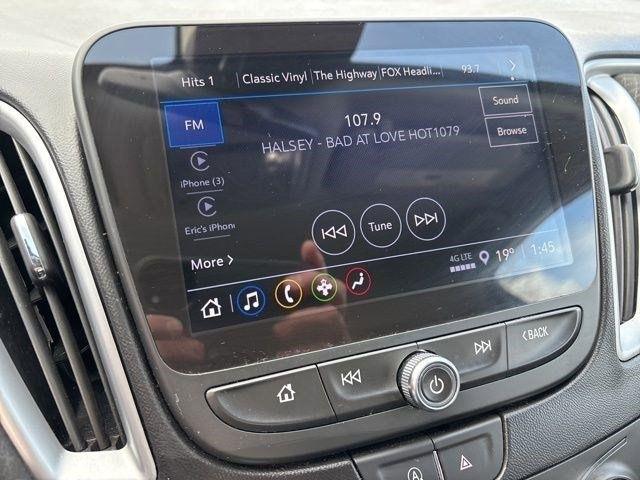 Hits 1 Classic Vinyl The Highway FOX Headli... 93.7
FM
107.9
Sound
HALSEY - BAD AT LOVE HOT1079
Browse
iPhone (3)
Eric's iPhon
Tune
More
4G LTE 19° 1:45
BACK
A